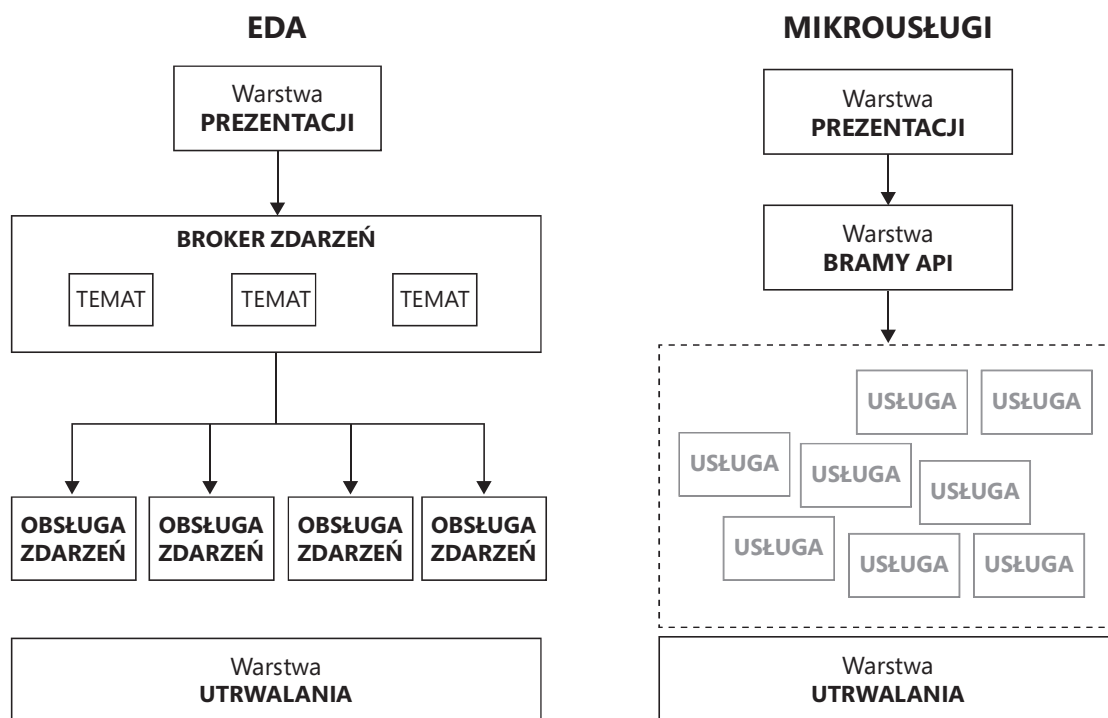 EDA
Warstwa
PREZENTACJI
BROKER ZDARZEŃ
TEMAT TEMAT TEMAT
OBSŁUGA OBSŁUGA OBSŁUGA OBSŁUGA
ZDARZEŃ ZDARZEŃ ZDARZEŃ ZDARZEŃ
Warstwa
UTRWALANIA
MIKROUSŁUGI
Warstwa
PREZENTACJI
Warstwa
BRAMY API
USŁUGA USŁUGA
USŁUGA USŁUGA USŁUGA
USŁUGA USŁUGA USŁUGA
Warstwa
UTRWALANIA